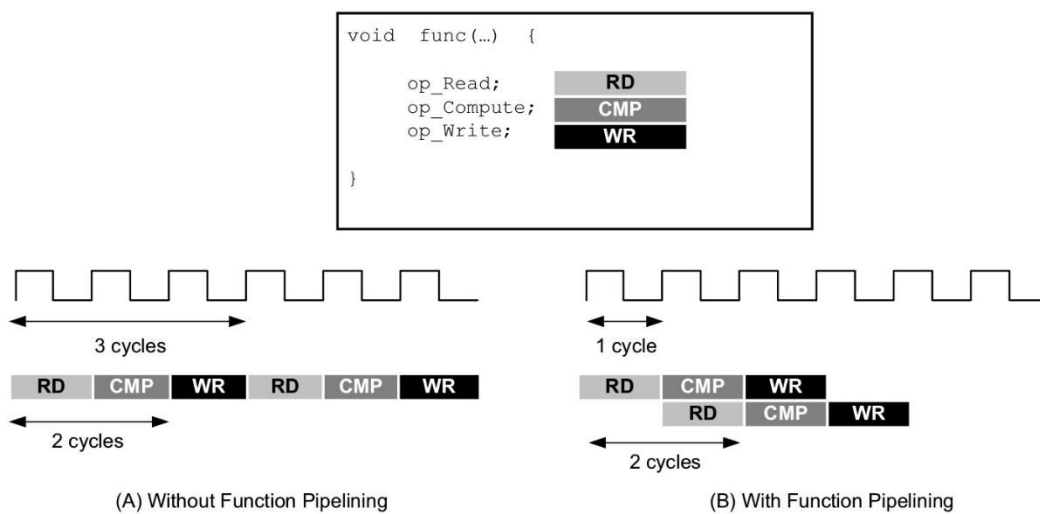 void func(…) {
op_Read; RD
op_Compute; CMP
op_Write; WR
}
3 cycles
RD CMP WR RD CMP WR
2 cycles
(A) Without Function Pipelining
1 cycle
RD CMP WR
RD CMP WR
2 cycles
(B) With Function Pipelining